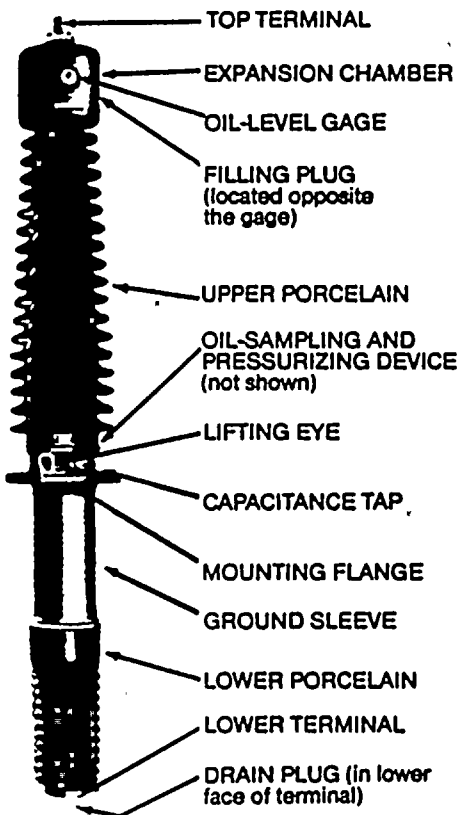 TOP TERMINAL
EXPANSION CHAMBER
OIL-LEVEL GAGE
FILLING PLUG
(located opposite
the gage)
UPPER PORCELAIN
OIL-SAMPLING AND
PRESSURIZING DEVICE
(not shown)
LIFTING EYE
CAPACITANCE TAP
MOUNTING FLANGE
GROUND SLEEVE
LOWER PORCELAIN
LOWER TERMINAL
DRAIN PLUG (in lower
face of terminal)